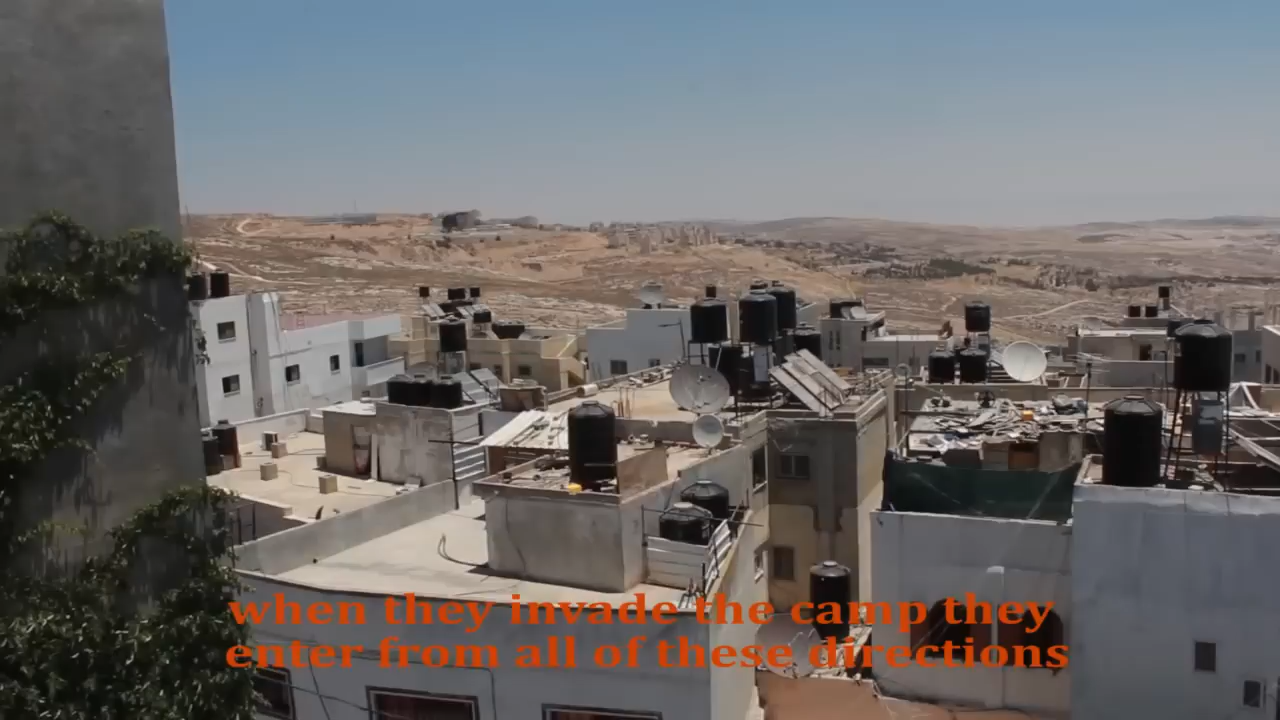 when they invade the camp they
enter from all of these directions